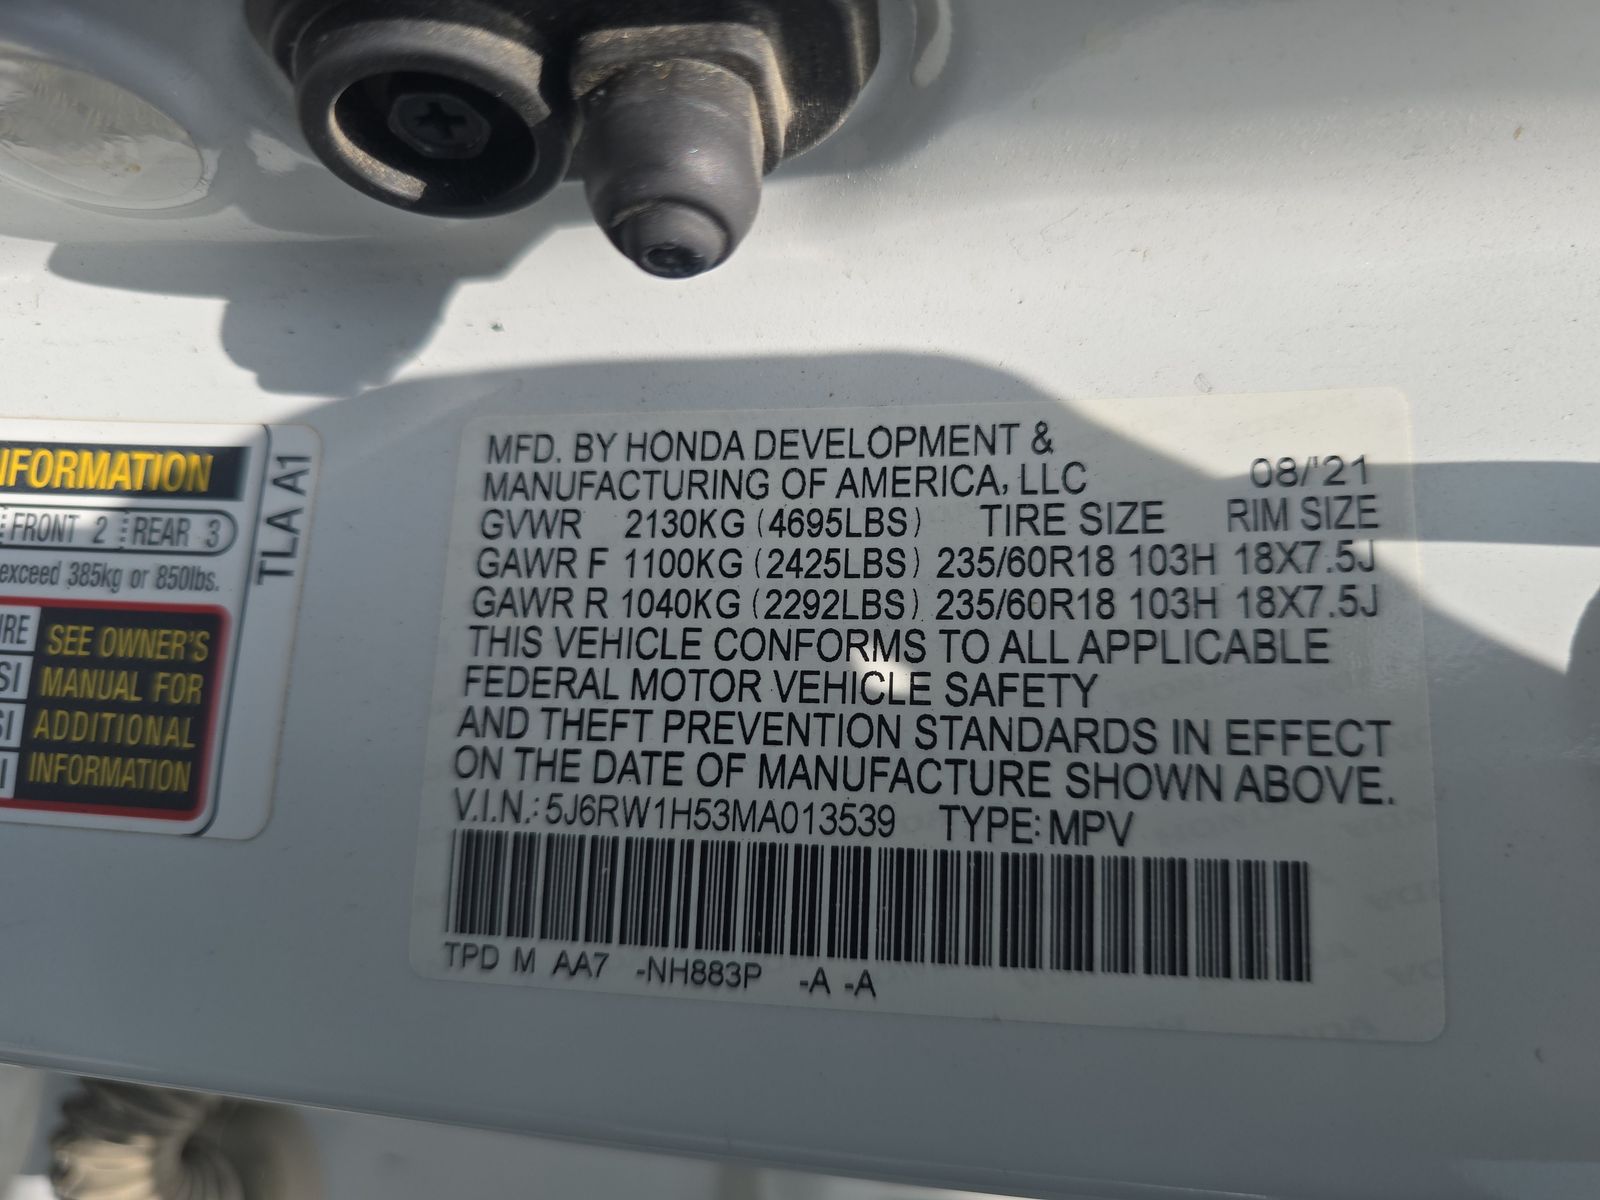 NFORMATION
FRONT 2 REAR 3
exceed 385kg or 850lbs.
SEE OWNER'S
MANUAL FOR
ADDITIONAL
INFORMATION
TLA A1
MFD. BY HONDA DEVELOPMENT &
MANUFACTURING OF AMERICA, LLC 08/'21
GVWR 2130KG (4695LBS) TIRE SIZE RIM SIZE
GAWR F 1100KG (2425LBS) 235/60R18 103H 18X7.5J
GAWR R 1040KG (2292LBS) 235/60R18 103H 18X7.5J
THIS VEHICLE CONFORMS TO ALL APPLICABLE
FEDERAL MOTOR VEHICLE SAFETY
AND THEFT PREVENTION STANDARDS IN EFFECT
ON THE DATE OF MANUFACTURE SHOWN ABOVE.
V.I.N.: 5J6RW1H53MA013539 TYPE: MPV
TPD M AA7 -NH883P -A -A